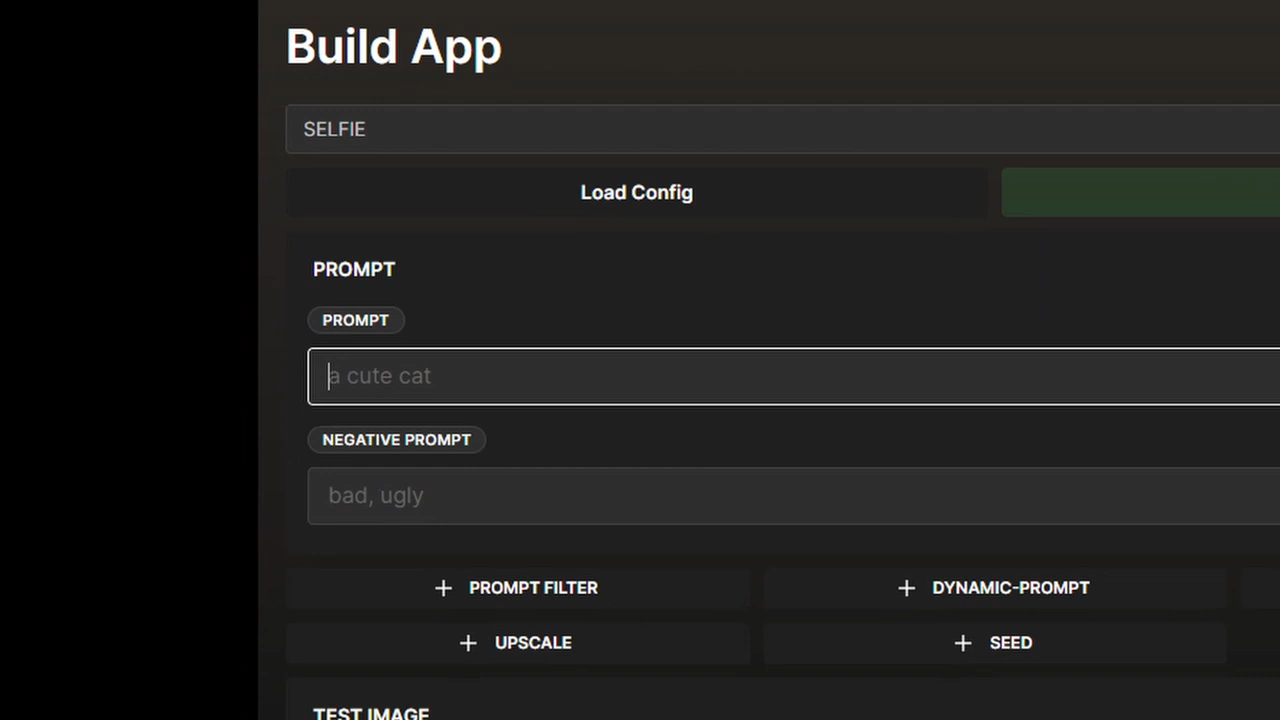 Build App
SELFIE
Load Config
PROMPT
PROMPT
a cute cat
NEGATIVE PROMPT
bad, ugly
+ PROMPT FILTER
+ DYNAMIC-PROMPT
+ UPSCALE
+ SEED
TEST IMAGE